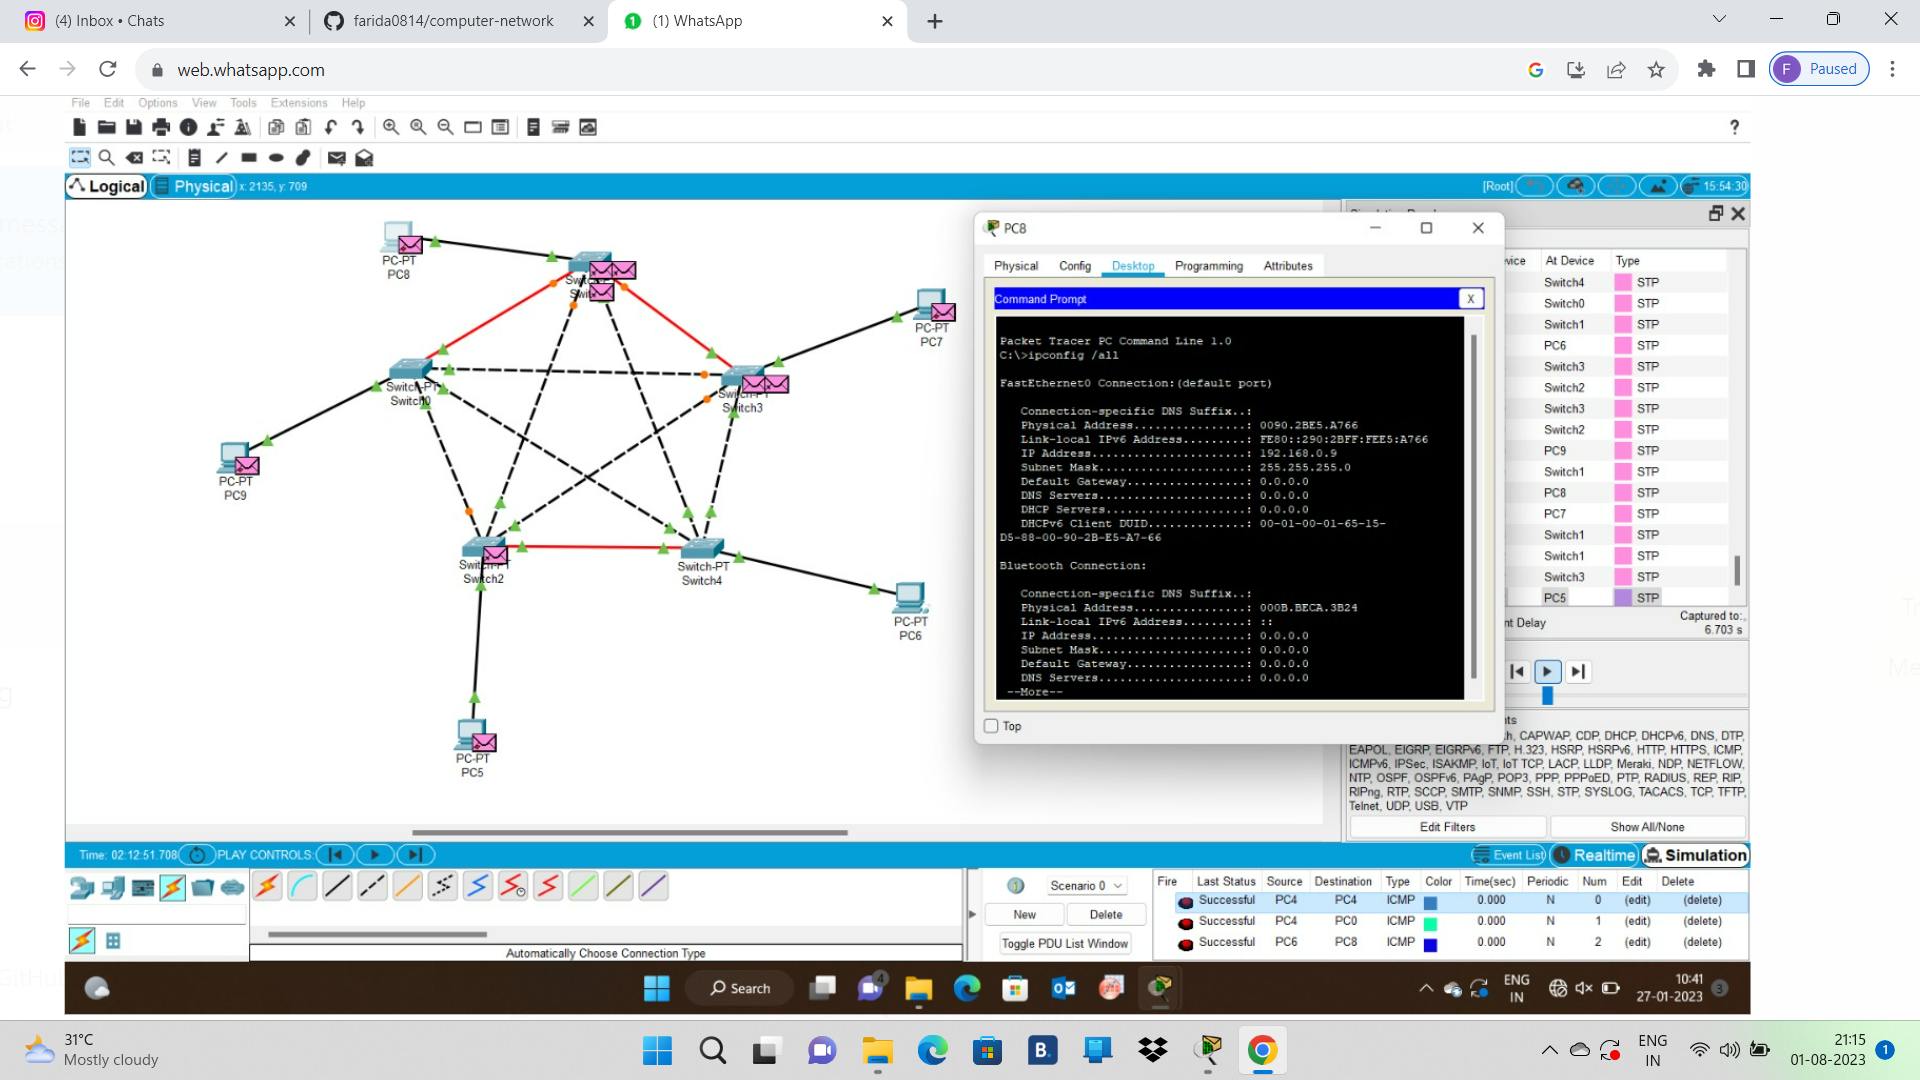 (4) Inbox • Chats
farida0814/computer-network
(1) WhatsApp
web.whatsapp.com
F Paused
File Edit Options View Tools Extensions Help
?
Logical Physical x: 2135, y: 709
[Root] 15:54:30
PC-PT
PC8
PC-PT
PC7
Switch-PT
Switch0
Switch3
PC-PT
PC9
Switch2
Switch-PT
Switch4
PC-PT
PC6
PC-PT
PC5
PC8
Physical Config Desktop Programming Attributes
Command Prompt X
Packet Tracer PC Command Line 1.0
C:\>ipconfig /all
FastEthernet0 Connection:(default port)
Connection-specific DNS Suffix..:
Physical Address................: 0090.2BE5.A766
Link-local IPv6 Address.........: FE80::290:2BFF:FEE5:A766
IP Address......................: 192.168.0.9
Subnet Mask.....................: 255.255.255.0
Default Gateway.................: 0.0.0.0
DNS Servers.....................: 0.0.0.0
DHCP Servers....................: 0.0.0.0
DHCPv6 Client DUID..............: 00-01-00-01-65-15-
D5-88-00-90-2B-E5-A7-66
Bluetooth Connection:
Connection-specific DNS Suffix..:
Physical Address................: 000B.BECA.3B24
Link-local IPv6 Address.........: ::
IP Address......................: 0.0.0.0
Subnet Mask.....................: 0.0.0.0
Default Gateway.................: 0.0.0.0
DNS Servers.....................: 0.0.0.0
--More--
Top
At Device Type
Switch4 STP
Switch0 STP
Switch1 STP
PC6 STP
Switch3 STP
Switch2 STP
Switch3 STP
Switch2 STP
PC9 STP
Switch1 STP
PC8 STP
PC7 STP
Switch1 STP
Switch1 STP
Switch3 STP
PC5 STP
Delay
Captured to:
6.703 s
CAPWAP, CDP, DHCP, DHCPv6, DNS, DTP,
EAPOL, EIGRP, EIGRPv6, FTP, H.323, HSRP, HSRPv6, HTTP, HTTPS, ICMP,
ICMPv6, IPSec, ISAKMP, IoT, IoT TCP, LACP, LLDP, Meraki, NDP, NETFLOW,
NTP, OSPF, OSPFv6, PAgP, POP3, PPP, PPPoED, PTP, RADIUS, REP, RIP,
RIPng, RTP, SCCP, SMTP, SNMP, SSH, STP, SYSLOG, TACACS, TCP, TFTP,
Telnet, UDP, USB, VTP
Edit Filters Show All/None
Time: 02:12:51.708 PLAY CONTROLS:
Event List Realtime Simulation
Scenario 0
New Delete
Toggle PDU List Window
Automatically Choose Connection Type
Fire Last Status Source Destination Type Color Time(sec) Periodic Num Edit Delete
Successful PC4 PC4 ICMP 0.000 N 0 (edit) (delete)
Successful PC4 PC0 ICMP 0.000 N 1 (edit) (delete)
Successful PC6 PC8 ICMP 0.000 N 2 (edit) (delete)
Search
4
ENG
IN
10:41
27-01-2023
3
31°C
Mostly cloudy
B.
ENG
IN
21:15
01-08-2023
1